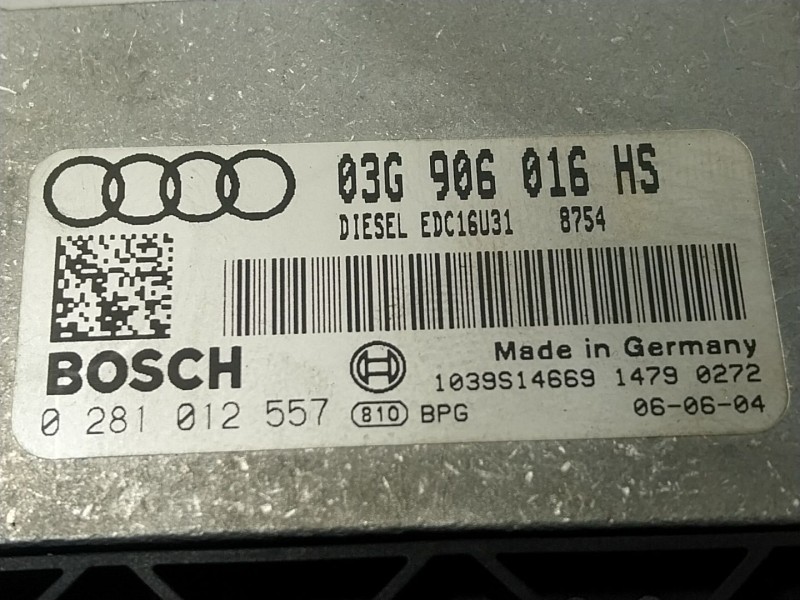 03G 906 016 HS
DIESEL EDC16U31 8754
BOSCH
Made in Germany
1039S14669 1479 0272
0 281 012 557 810 BPG 06-06-04